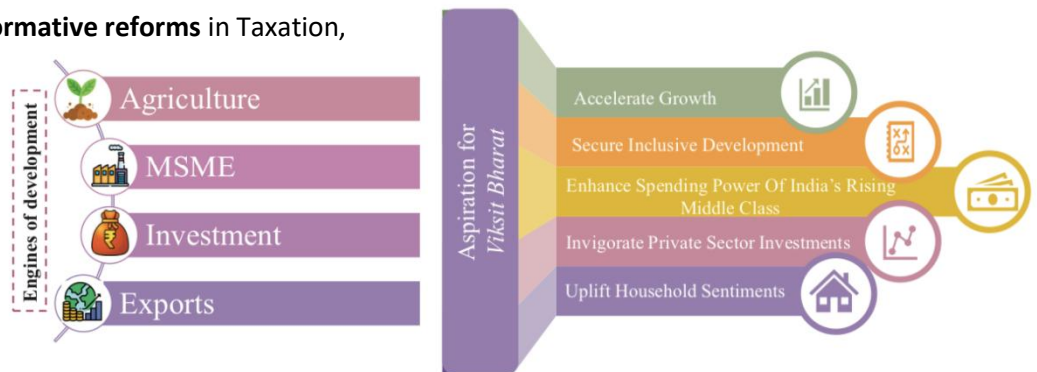 ormative reforms in Taxation,
Engines of development
Agriculture
MSME
Investment
Exports
Aspiration for
Viksit Bharat
Accelerate Growth
Secure Inclusive Development
Enhance Spending Power Of India's Rising
Middle Class
Invigorate Private Sector Investments
Uplift Household Sentiments